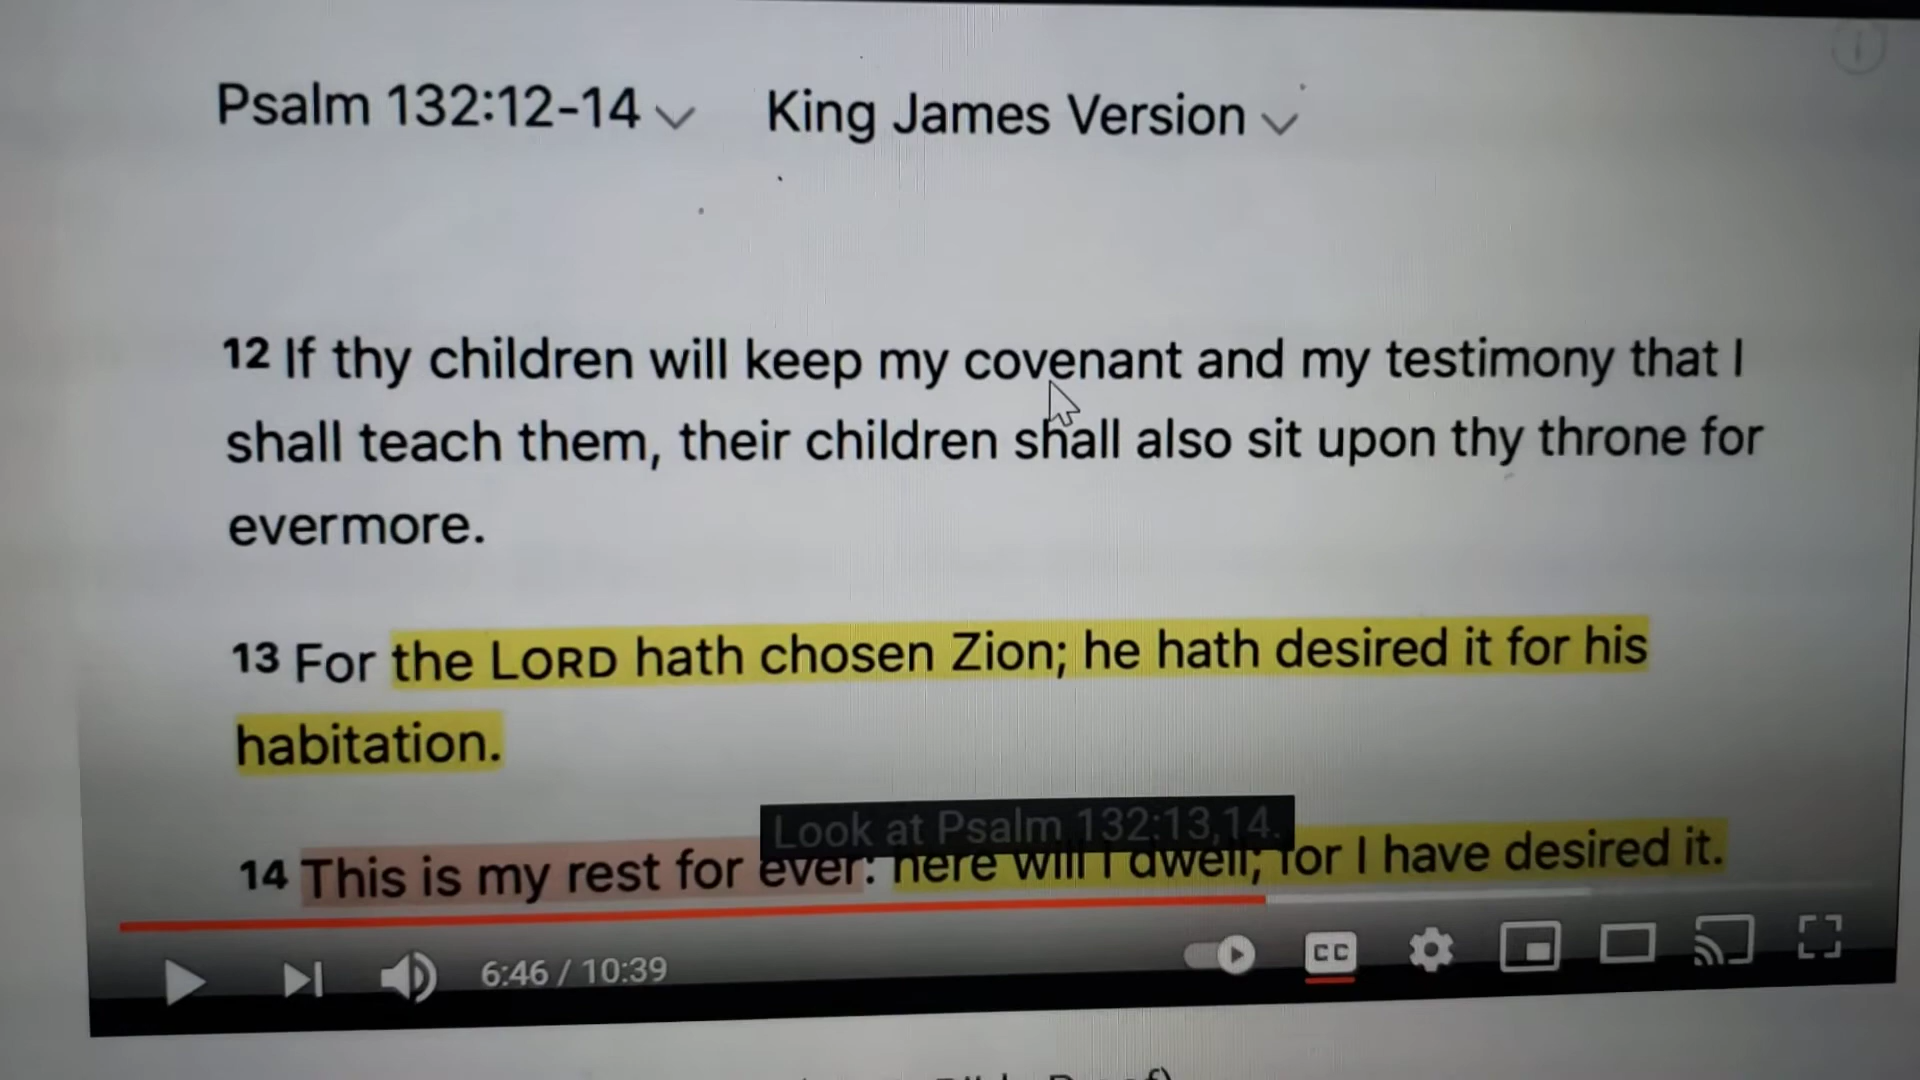 Psalm 132:12-14 King James Version
12 If thy children will keep my covenant and my testimony that I
shall teach them, their children shall also sit upon thy throne for
evermore.
13 For the LORD hath chosen Zion; he hath desired it for his
habitation.
Look at Psalm 132:13,14.
14 This is my rest for ever: here will I dwell; for I have desired it.
6:46 / 10:39 CC